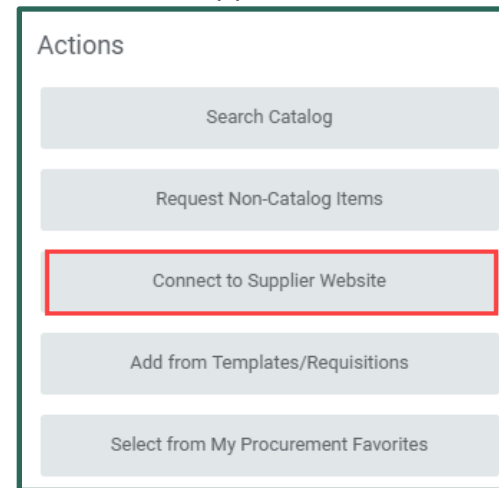 Actions
Search Catalog
Request Non-Catalog Items
Connect to Supplier Website
Add from Templates/Requisitions
Select from My Procurement Favorites